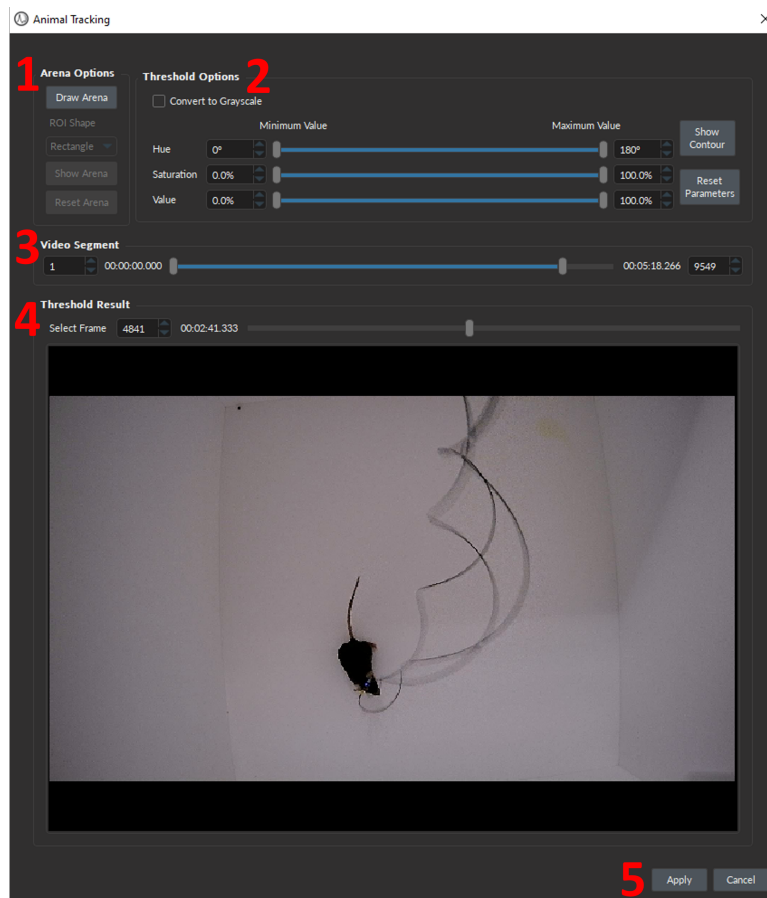 Animal Tracking
1 Arena Options
Draw Arena
ROI Shape
Rectangle
Show Arena
Reset Arena
Threshold Options 2
Convert to Grayscale
Minimum Value Maximum Value
Hue 0° 180°
Saturation 0.0% 100.0%
Value 0.0% 100.0%
Show
Contour
Reset
Parameters
3 Video Segment
1 00:00:00.000 00:05:18.266 9549
4 Threshold Result
Select Frame 4841 00:02:41.333
5 Apply Cancel